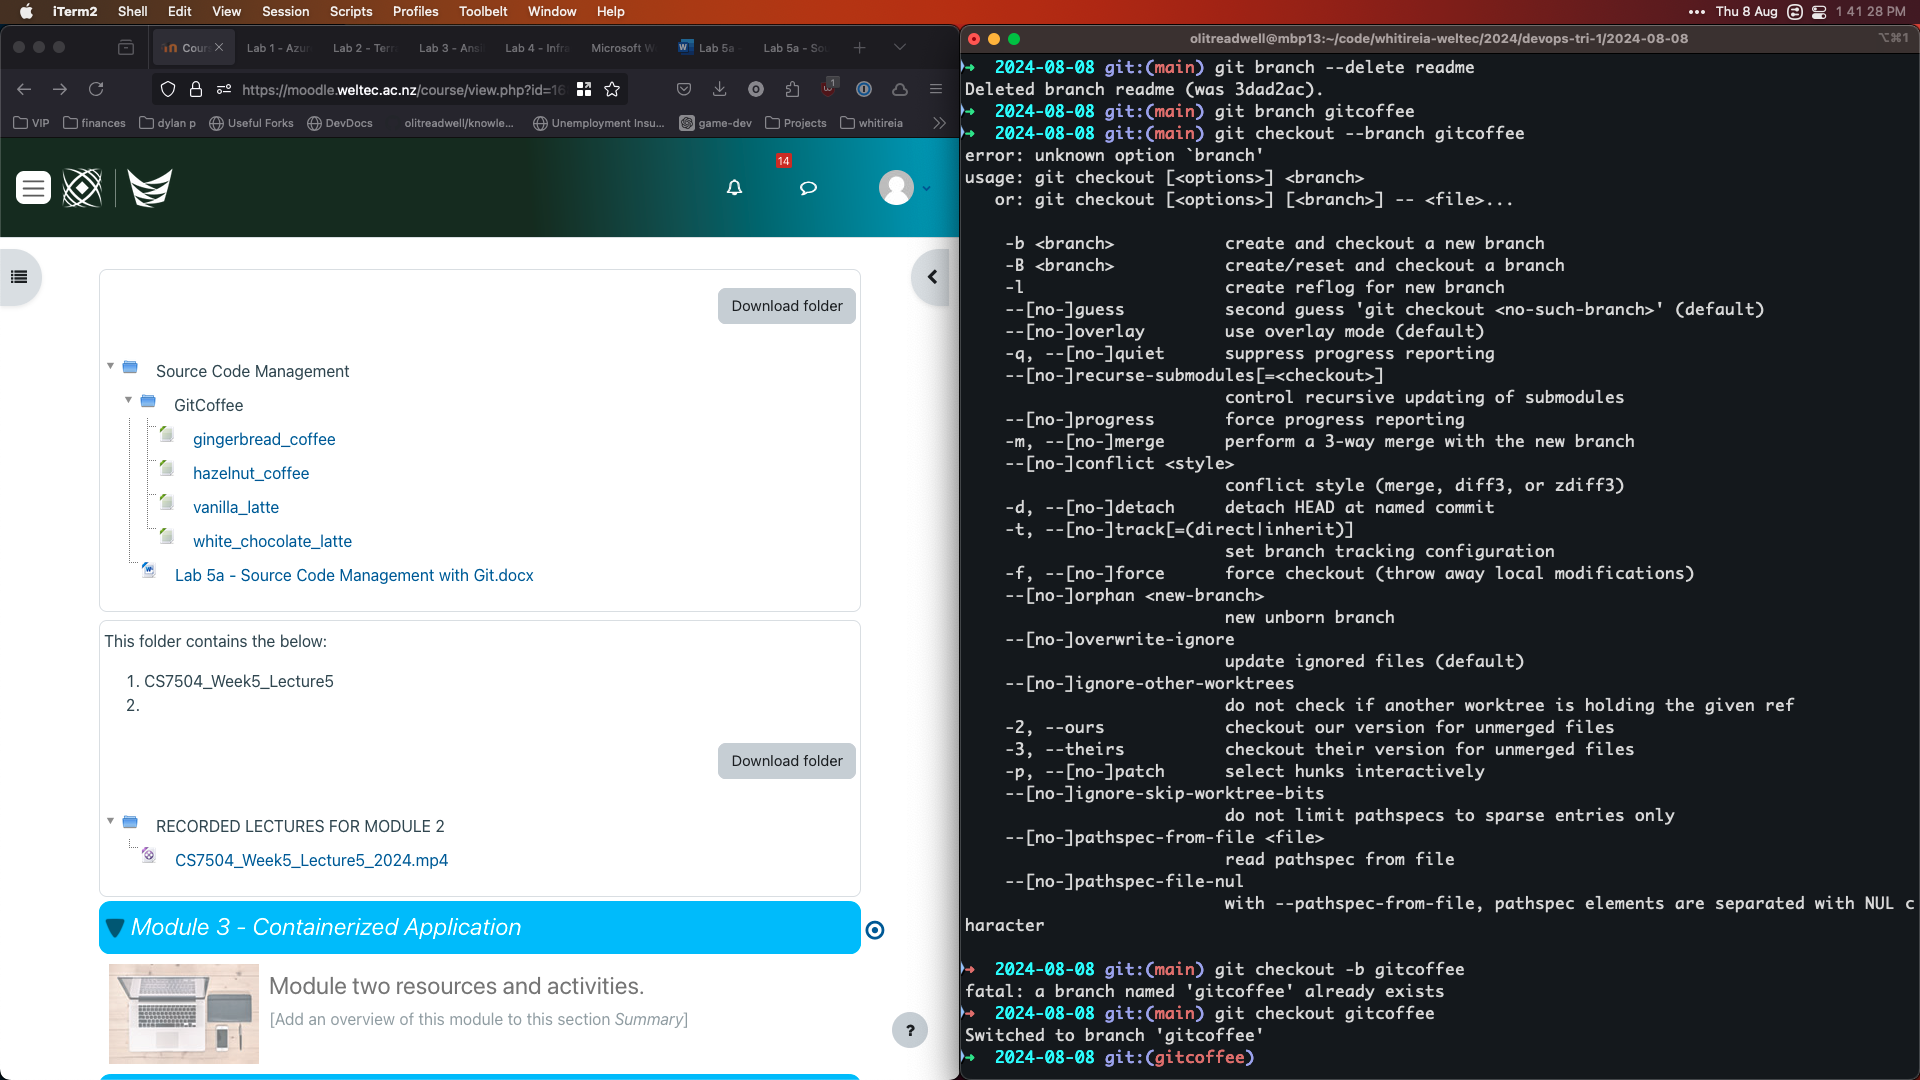 iTerm2 Shell Edit View Session Scripts Profiles Toolbelt Window Help
Thu 8 Aug 1 41 28 PM
Cour
Lab 1 - Azur
Lab 2 - Terr
Lab 3 - Ans
Lab 4 - Infra
Microsoft W
Lab 5a -
Lab 5a - So
https://moodle.weltec.ac.nz/course/view.php?id=16
1
VIP finances dylan p Useful Forks DevDocs olitreadwell/knowle... Unemployment Insu... game-dev Projects whitireia
14
Download folder
Source Code Management
GitCoffee
gingerbread_coffee
hazelnut_coffee
vanilla_latte
white_chocolate_latte
Lab 5a - Source Code Management with Git.docx
This folder contains the below:
1. CS7504_Week5_Lecture5
2.
Download folder
RECORDED LECTURES FOR MODULE 2
CS7504_Week5_Lecture5_2024.mp4
Module 3 - Containerized Application
Module two resources and activities.
[Add an overview of this module to this section Summary]
?
olitreadwell@mbp13:~/code/whitireia-weltec/2024/devops-tri-1/2024-08-08
⌥⌘1
➜ 2024-08-08 git:(main) git branch --delete readme
Deleted branch readme (was 3dad2ac).
➜ 2024-08-08 git:(main) git branch gitcoffee
➜ 2024-08-08 git:(main) git checkout --branch gitcoffee
error: unknown option `branch'
usage: git checkout [<options>] <branch>
or: git checkout [<options>] [<branch>] -- <file>...
-b <branch> create and checkout a new branch
-B <branch> create/reset and checkout a branch
-l create reflog for new branch
--[no-]guess second guess 'git checkout <no-such-branch>' (default)
--[no-]overlay use overlay mode (default)
-q, --[no-]quiet suppress progress reporting
--[no-]recurse-submodules[=<checkout>]
control recursive updating of submodules
--[no-]progress force progress reporting
-m, --[no-]merge perform a 3-way merge with the new branch
--[no-]conflict <style>
conflict style (merge, diff3, or zdiff3)
-d, --[no-]detach detach HEAD at named commit
-t, --[no-]track[=(direct|inherit)]
set branch tracking configuration
-f, --[no-]force force checkout (throw away local modifications)
--[no-]orphan <new-branch>
new unborn branch
--[no-]overwrite-ignore
update ignored files (default)
--[no-]ignore-other-worktrees
do not check if another worktree is holding the given ref
-2, --ours checkout our version for unmerged files
-3, --theirs checkout their version for unmerged files
-p, --[no-]patch select hunks interactively
--[no-]ignore-skip-worktree-bits
do not limit pathspecs to sparse entries only
--[no-]pathspec-from-file <file>
read pathspec from file
--[no-]pathspec-file-nul
with --pathspec-from-file, pathspec elements are separated with NUL c
haracter
➜ 2024-08-08 git:(main) git checkout -b gitcoffee
fatal: a branch named 'gitcoffee' already exists
➜ 2024-08-08 git:(main) git checkout gitcoffee
Switched to branch 'gitcoffee'
➜ 2024-08-08 git:(gitcoffee)